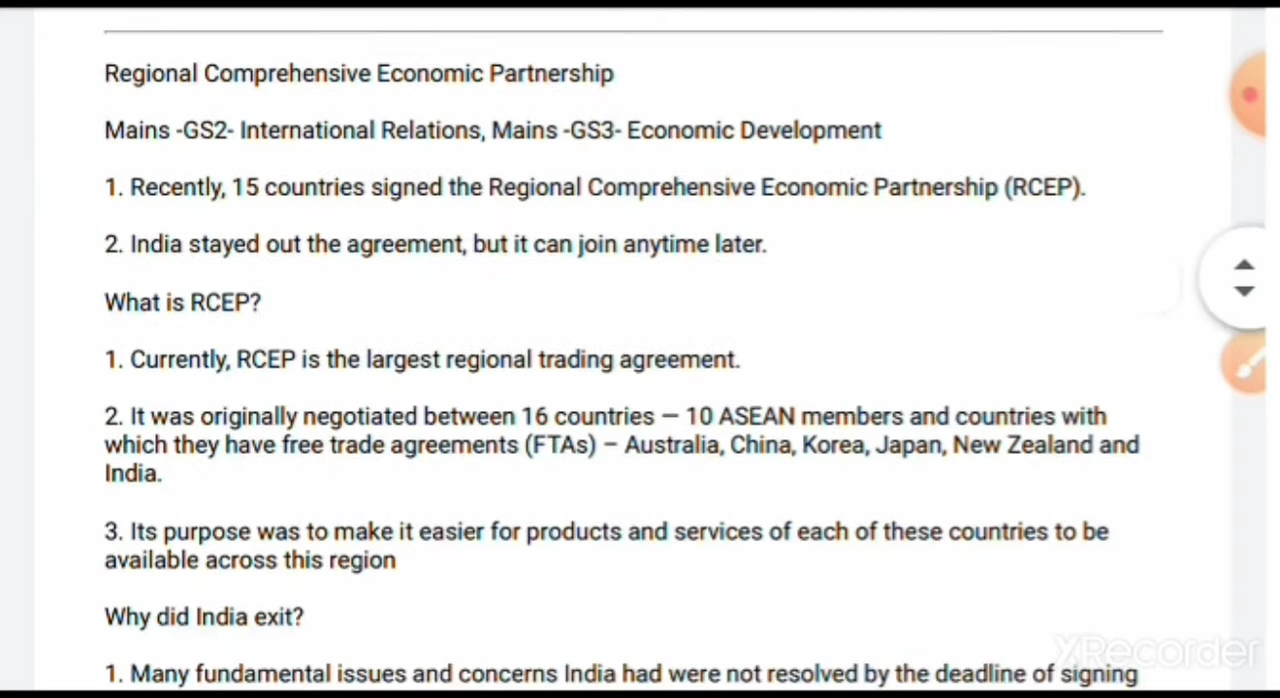 Regional Comprehensive Economic Partnership
Mains -GS2- International Relations, Mains -GS3- Economic Development
1. Recently, 15 countries signed the Regional Comprehensive Economic Partnership (RCEP).
2. India stayed out the agreement, but it can join anytime later.
What is RCEP?
1. Currently, RCEP is the largest regional trading agreement.
2. It was originally negotiated between 16 countries – 10 ASEAN members and countries with
which they have free trade agreements (FTAs) – Australia, China, Korea, Japan, New Zealand and
India.
3. Its purpose was to make it easier for products and services of each of these countries to be
available across this region
Why did India exit?
1. Many fundamental issues and concerns India had were not resolved by the deadline of signing
XRecorder